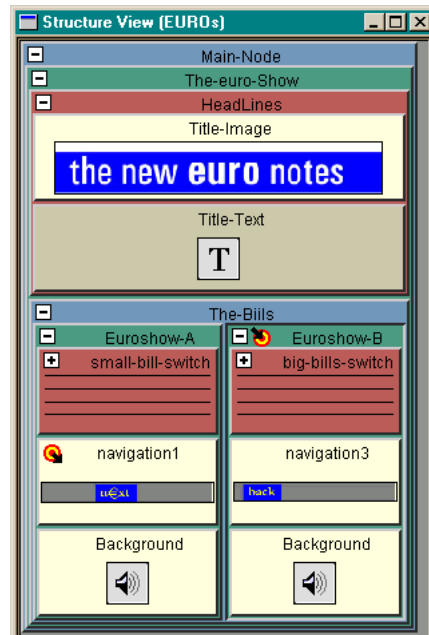 Structure View (EUROs)
Main-Node
The-euro-Show
HeadLines
Title-Image
the new euro notes
Title-Text
T
The-Biils
Euroshow-A
Euroshow-B
small-bill-switch
big-bills-switch
navigation1
navigation3
n€xt
back
Background
Background